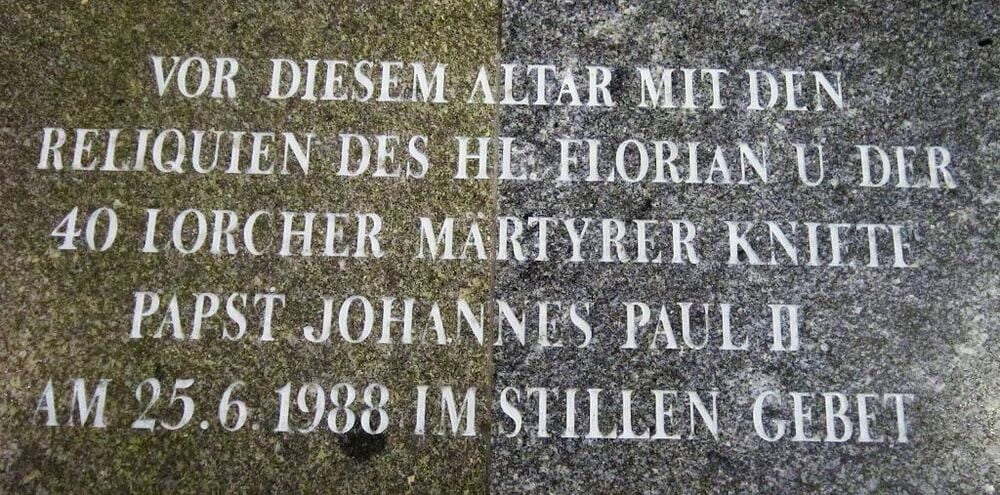 VOR DIESEM ALTAR MIT DEN
RELIQUIEN DES HL. FLORIAN U. DER
40 LORCHER MÄRTYRER KNIETE
PAPST JOHANNES PAUL II.
AM 25.6.1988 IM STILLEN GEBET